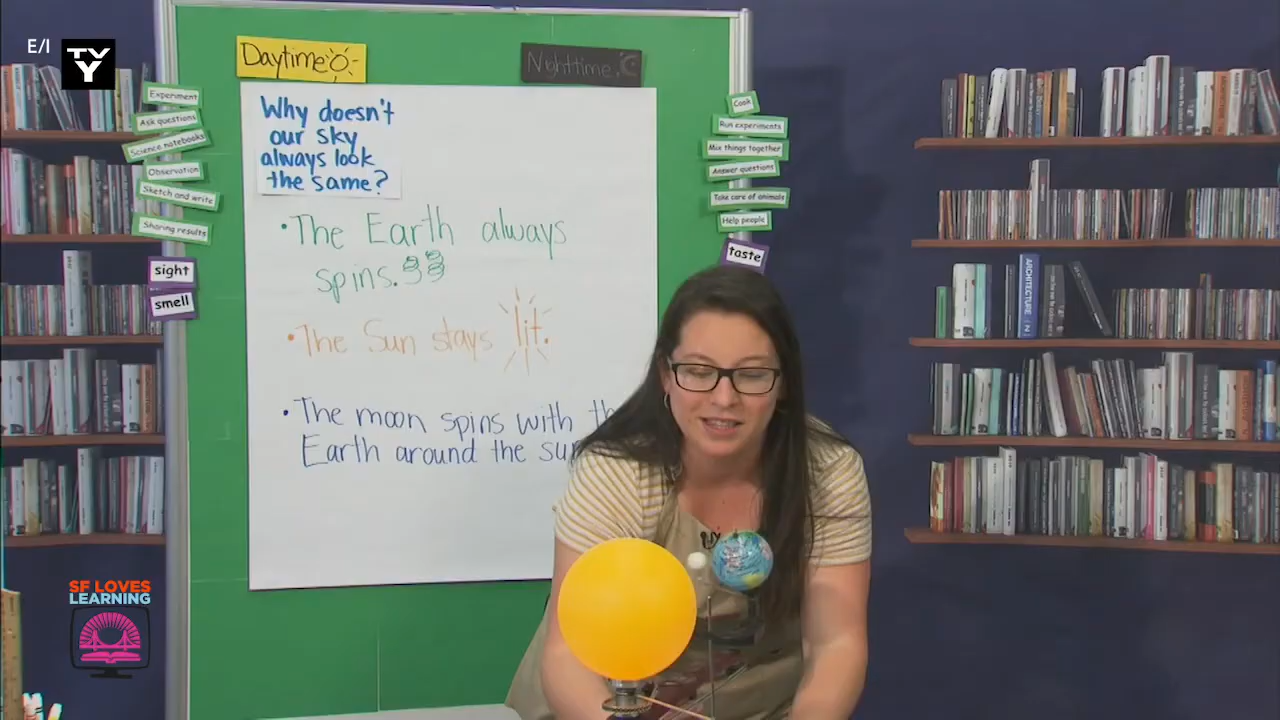 E/I
TV
Y
Daytime
Nighttime
Experiment
Ask questions
Science notebooks
Observation
Sketch and write
Sharing results
sight
smell
Why doesn't
our sky
always look
the same?
• The Earth always
spins.
• The Sun stays lit.
• The moon spins with th
Earth around the sun
Cook
Run experiments
Mix things together
Answer questions
Take care of animals
Help people
taste
ARCHITECTURE
SF LOVES
LEARNING